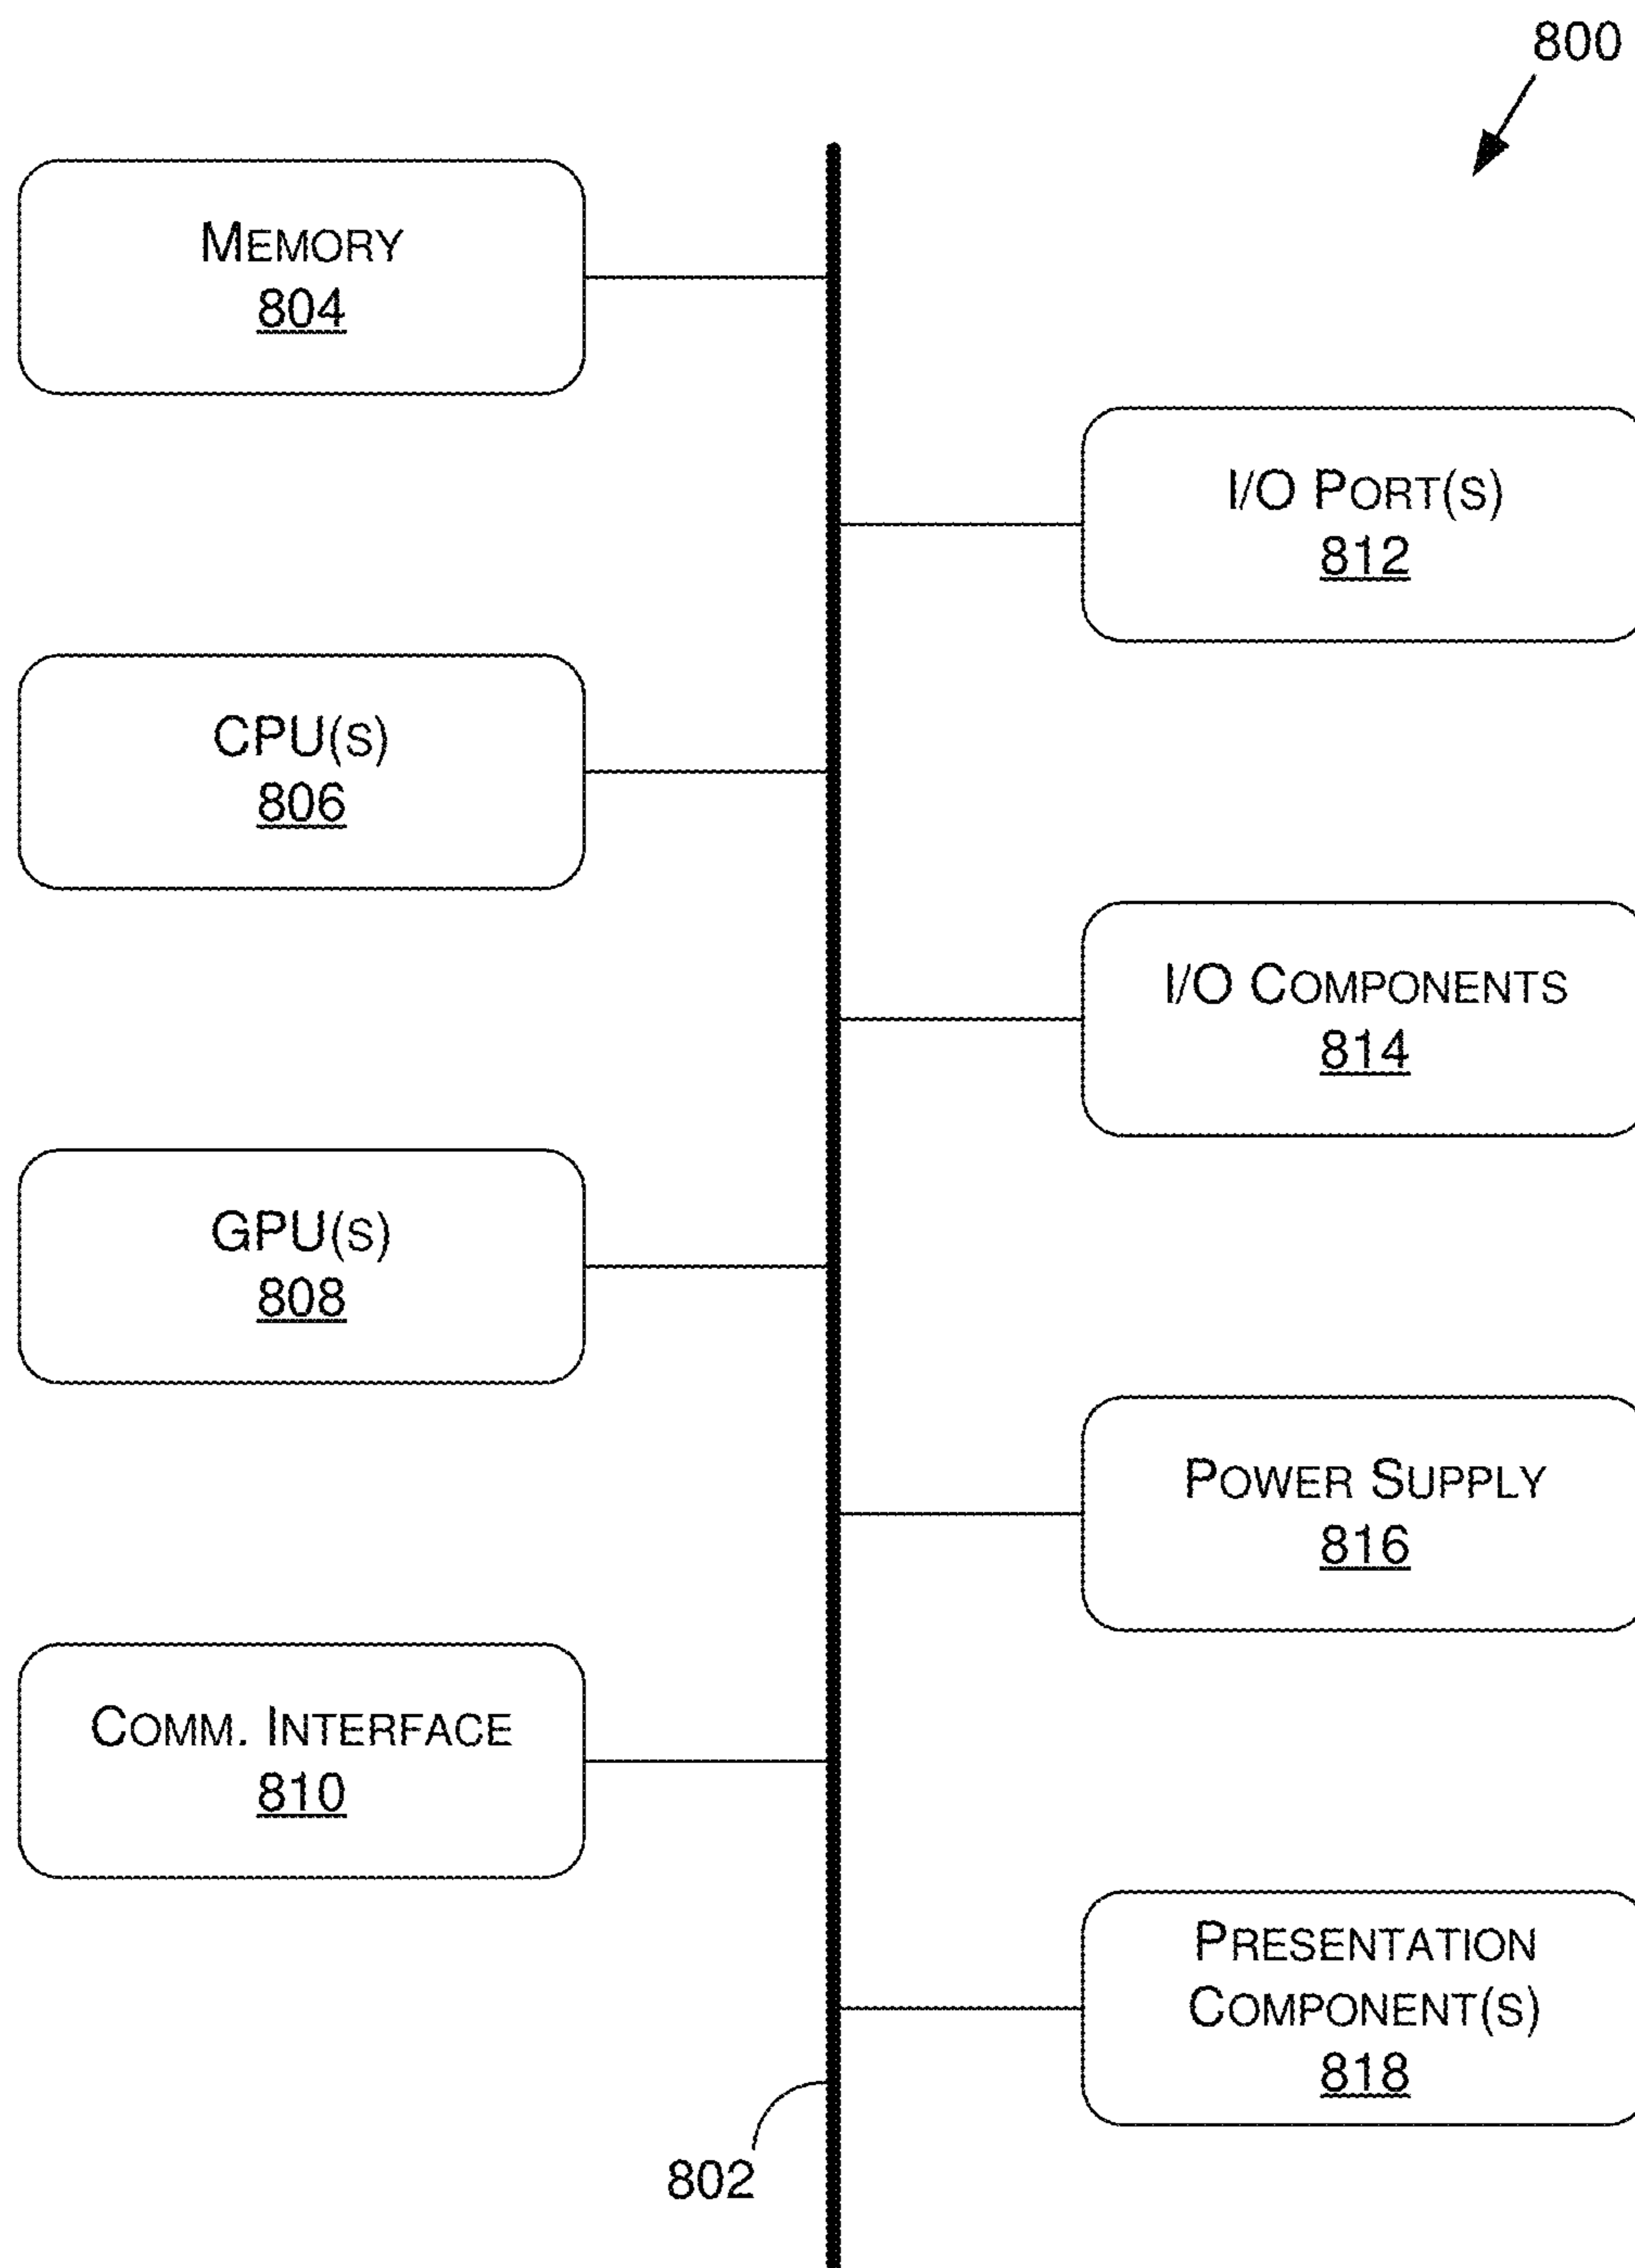 800
MEMORY
804
I/O PORT(S)
812
CPU(S)
806
I/O COMPONENTS
814
GPU(S)
808
POWER SUPPLY
816
COMM. INTERFACE
810
PRESENTATION
COMPONENT(S)
818
802